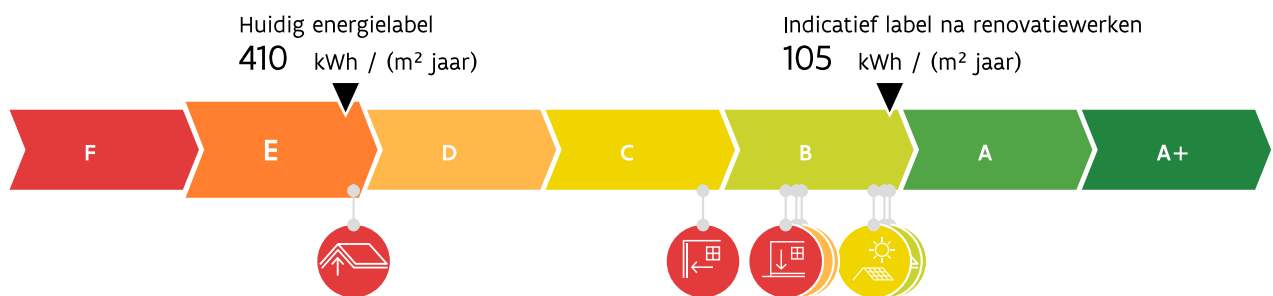 Huidig energielabel
410 kWh / (m² jaar)
Indicatief label na renovatiewerken
105 kWh / (m² jaar)
F E D C B A A+